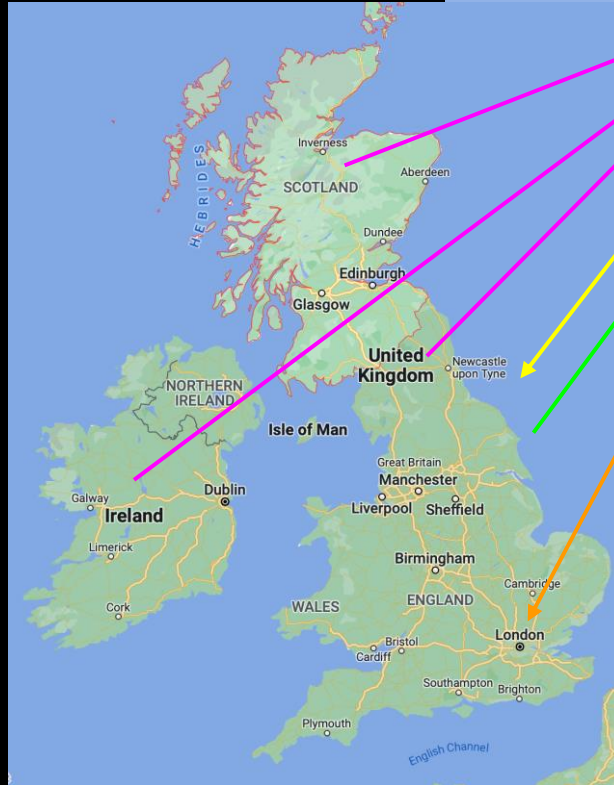 Inverness
SCOTLAND
Aberdeen
HEBRIDES
Dundee
Edinburgh
Glasgow
United
Kingdom
Newcastle
upon Tyne
NORTHERN
IRELAND
Isle of Man
Great Britain
Manchester
Galway
Dublin
Liverpool
Sheffield
Ireland
Limerick
Birmingham
Cambridge
Cork
WALES
ENGLAND
London
Bristol
Cardiff
Southampton
Brighton
Plymouth
English Channel